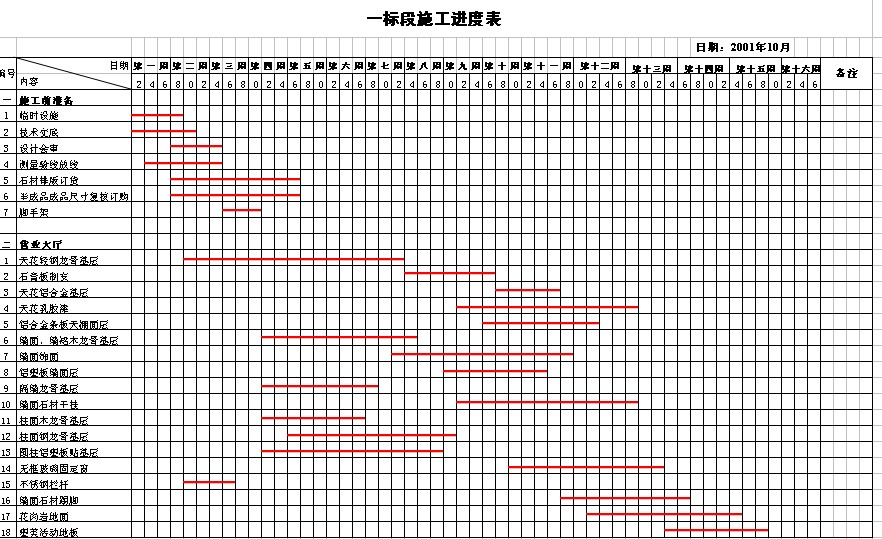 一标段施工进度表
日期：2001年10月
编号 日期 内容 第一周 第二周 第三周 第四周 第五周 第六周 第七周 第八周 第九周 第十周 第十一周 第十二周 第十三周 第十四周 第十五周 第十六周 备注
2 4 6 8 0 2 4 6 8 0 2 4 6 8 0 2 4 6 8 0 2 4 6 8 0 2 4 6 8 0 2 4 6 8 0 2 4 6 8 0 2 4 6 8 0 2 4 6 8 0 2 4 6
一 施工前准备
1 临时设施
2 技术交底
3 设计会审
4 测量验线放线
5 石材排版订货
6 半成品成品尺寸复核订购
7 脚手架
二 营业大厅
1 天花轻钢龙骨基层
2 石膏板制安
3 天花铝合金基层
4 天花乳胶漆
5 铝合金条板天棚面层
6 墙面、墙裙木龙骨基层
7 墙面饰面
8 铝塑板墙面层
9 隔墙龙骨基层
10 墙面石材干挂
11 柱面木龙骨基层
12 柱面钢龙骨基层
13 圆柱铝塑板贴基层
14 无框玻璃固定窗
15 不锈钢栏杆
16 墙面石材踢脚
17 花岗岩地面
18 塑英活动地板